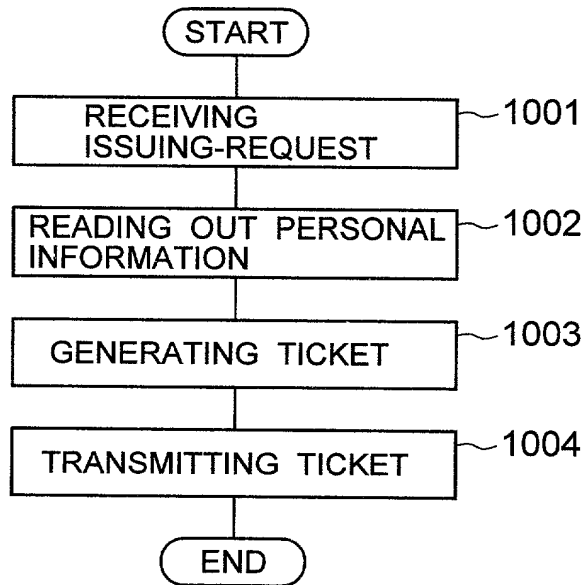 START
RECEIVING
ISSUING-REQUEST
1001
READING OUT PERSONAL
INFORMATION
1002
GENERATING TICKET
1003
TRANSMITTING TICKET
1004
END